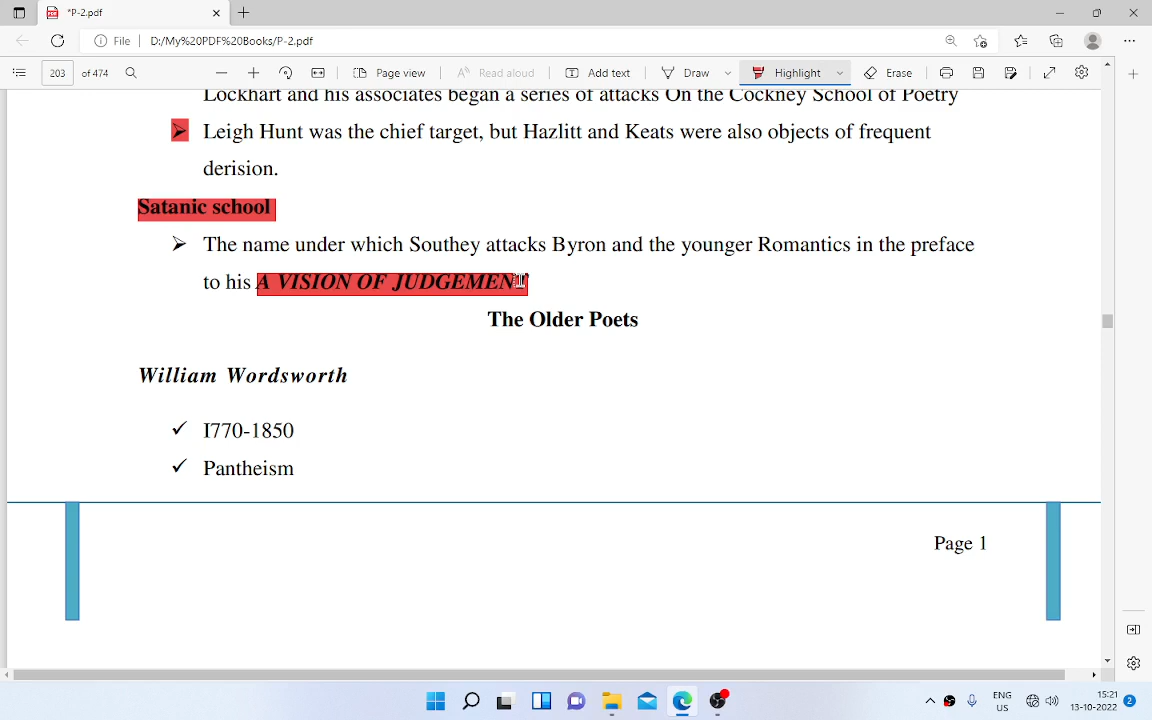 *P-2.pdf
File
D:/My%20PDF%20Books/P-2.pdf
203 of 474
Page view
Read aloud
Add text
Draw
Highlight
Erase
Lockhart and his associates began a series of attacks On the Cockney School of Poetry
➢ Leigh Hunt was the chief target, but Hazlitt and Keats were also objects of frequent
derision.
Satanic school
➢ The name under which Southey attacks Byron and the younger Romantics in the preface
to his A VISION OF JUDGEMENT
The Older Poets
William Wordsworth
✓ I770-1850
✓ Pantheism
Page 1
ENG
US
15:21
13-10-2022
2